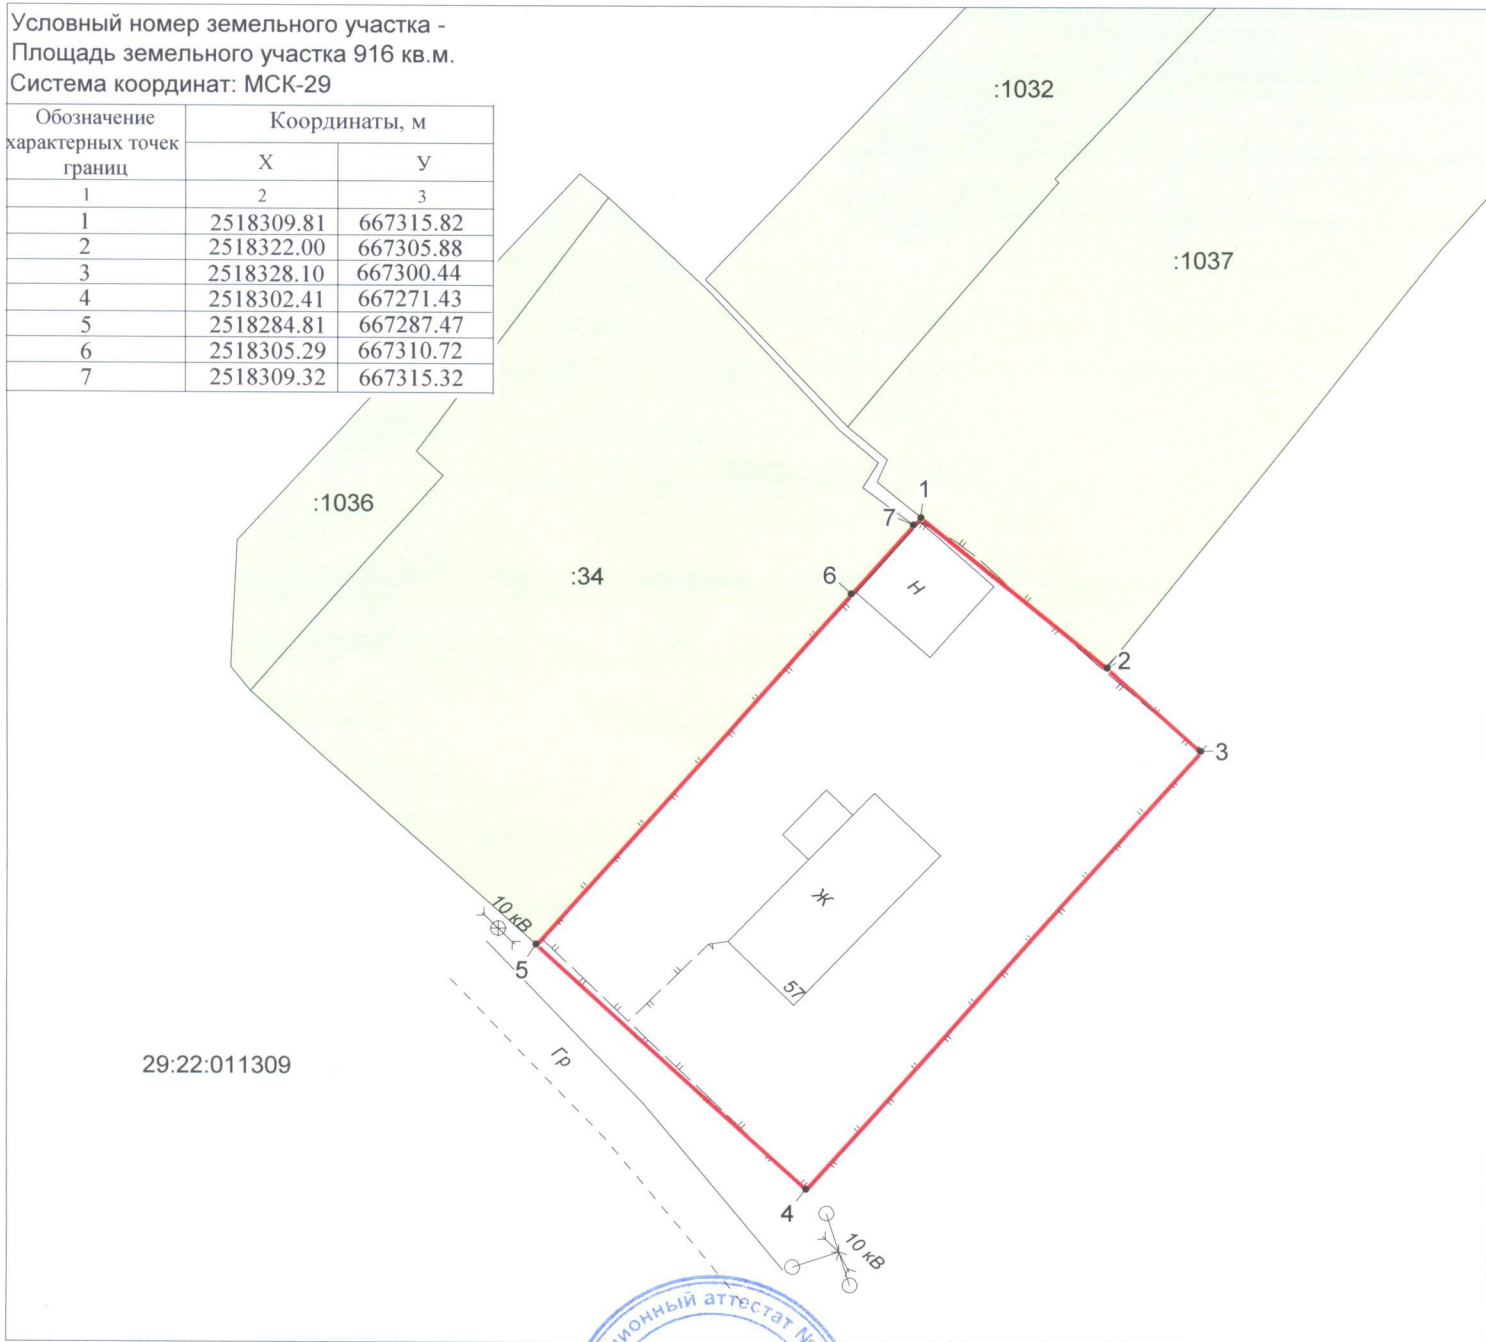 Условный номер земельного участка -
Площадь земельного участка 916 кв.м.
Система координат: МСК-29
Обозначение характерных точек границ Координаты, м
Х У
1 2 3
1 2518309.81 667315.82
2 2518322.00 667305.88
3 2518328.10 667300.44
4 2518302.41 667271.43
5 2518284.81 667287.47
6 2518305.29 667310.72
7 2518309.32 667315.32
:1032
:1037
:1036
:34
1
7
6
Н
2
3
Ж
57
10 кВ
5
Гр
29:22:011309
4
10 кВ
аттестат №